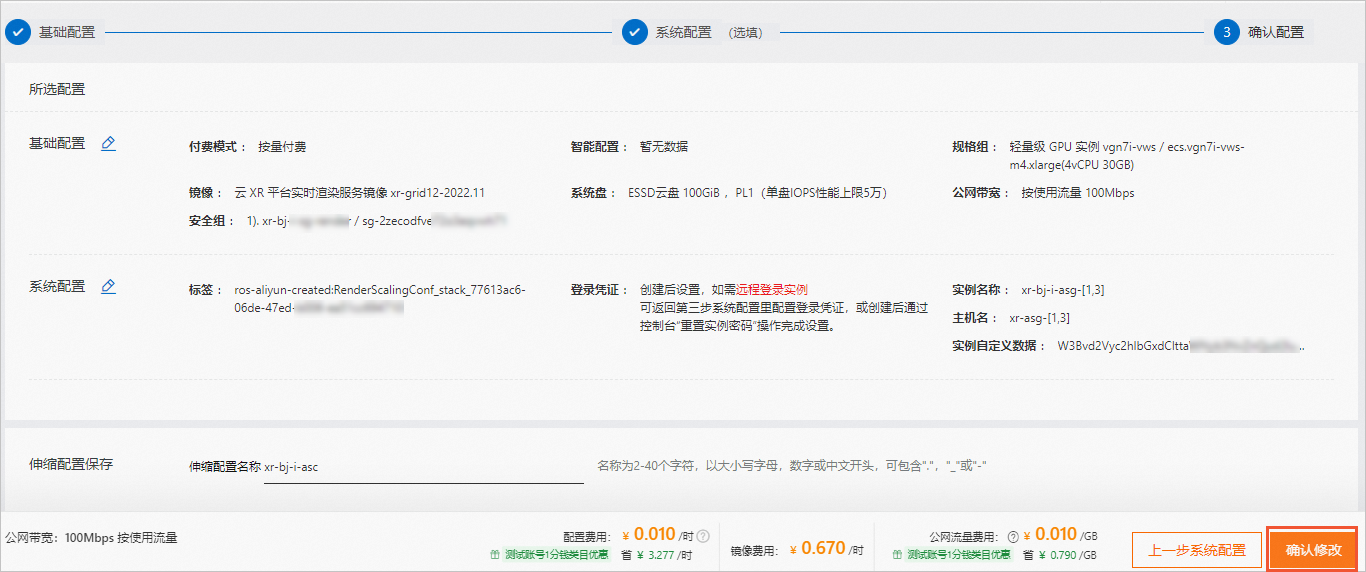 基础配置
系统配置 (选填)
3 确认配置
所选配置
基础配置
付费模式： 按量付费
智能配置： 暂无数据
规格组： 轻量级 GPU 实例 vgn7i-vws / ecs.vgn7i-vws-
m4.xlarge(4vCPU 30GB)
镜像： 云 XR 平台实时渲染服务镜像 xr-grid12-2022.11
系统盘： ESSD云盘 100GiB ，PL1（单盘IOPS性能上限5万）
公网带宽： 按使用流量 100Mbps
安全组： 1). xr-bj- / sg-2zecodfve
系统配置
标签： ros-aliyun-created:RenderScalingConf_stack_77613ac6-
06de-47ed-
登录凭证： 创建后设置，如需远程登录实例
可返回第三步系统配置里配置登录凭证，或创建后通过
控制台"重置实例密码"操作完成设置。
实例名称： xr-bj-i-asg-[1,3]
主机名： xr-asg-[1,3]
实例自定义数据： ..
伸缩配置保存
伸缩配置名称 xr-bj-i-asc
名称为2-40个字符，以大小写字母，数字或中文开头，可包含"."，"_"或"-"
公网带宽: 100Mbps 按使用流量
配置费用: ¥ 0.010 /时
测试账号1分钱类目优惠 省 ¥ 3.277 /时
镜像费用: ¥ 0.670 /时
公网流量费用: ¥ 0.010 /GB
测试账号1分钱类目优惠 省 ¥ 0.790 /GB
上一步系统配置
确认修改